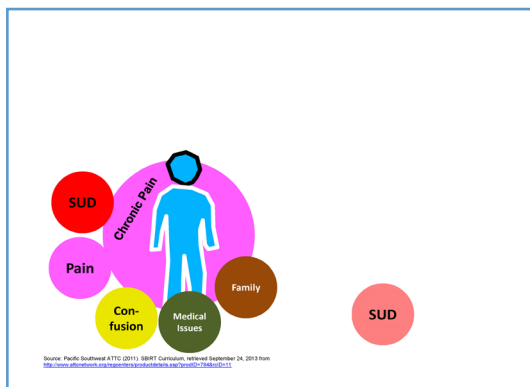 Chronic Pain
SUD
Pain
Con-
fusion
Medical
Issues
Family
SUD
Source: Pacific Southwest ATTC (2011). SBIRT Curriculum, retrieved September 24, 2013 from
http://www.attcnetwork.org/regcenters/productdetails.asp?prodID=784&rcID=11